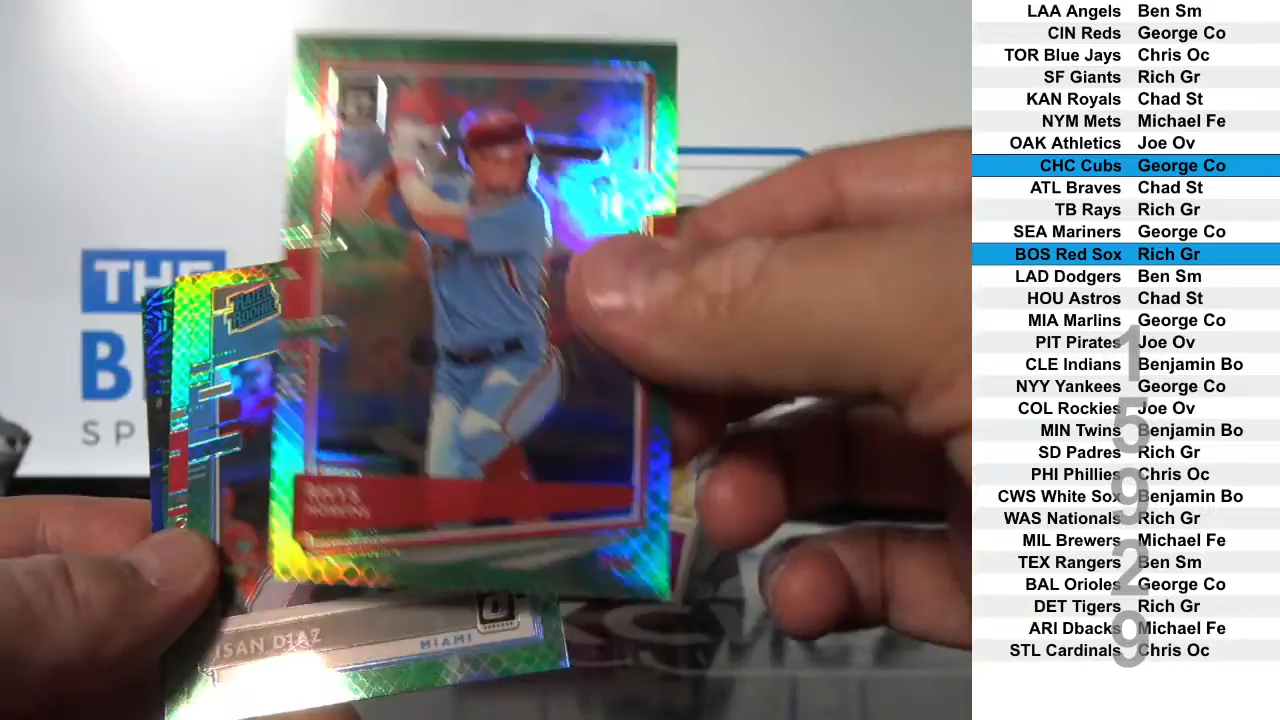 THE
B
SP
RATED
ROOKIE
RHYS
HOSKINS
ISAN DIAZ
MIAMI
LAA Angels Ben Sm
CIN Reds George Co
TOR Blue Jays Chris Oc
SF Giants Rich Gr
KAN Royals Chad St
NYM Mets Michael Fe
OAK Athletics Joe Ov
CHC Cubs George Co
ATL Braves Chad St
TB Rays Rich Gr
SEA Mariners George Co
BOS Red Sox Rich Gr
LAD Dodgers Ben Sm
HOU Astros Chad St
MIA Marlins George Co
PIT Pirates Joe Ov
CLE Indians Benjamin Bo
NYY Yankees George Co
COL Rockies Joe Ov
MIN Twins Benjamin Bo
SD Padres Rich Gr
PHI Phillies Chris Oc
CWS White Sox Benjamin Bo
WAS Nationals Rich Gr
MIL Brewers Michael Fe
TEX Rangers Ben Sm
BAL Orioles George Co
DET Tigers Rich Gr
ARI Dbacks Michael Fe
STL Cardinals Chris Oc
1
5
9
2
9